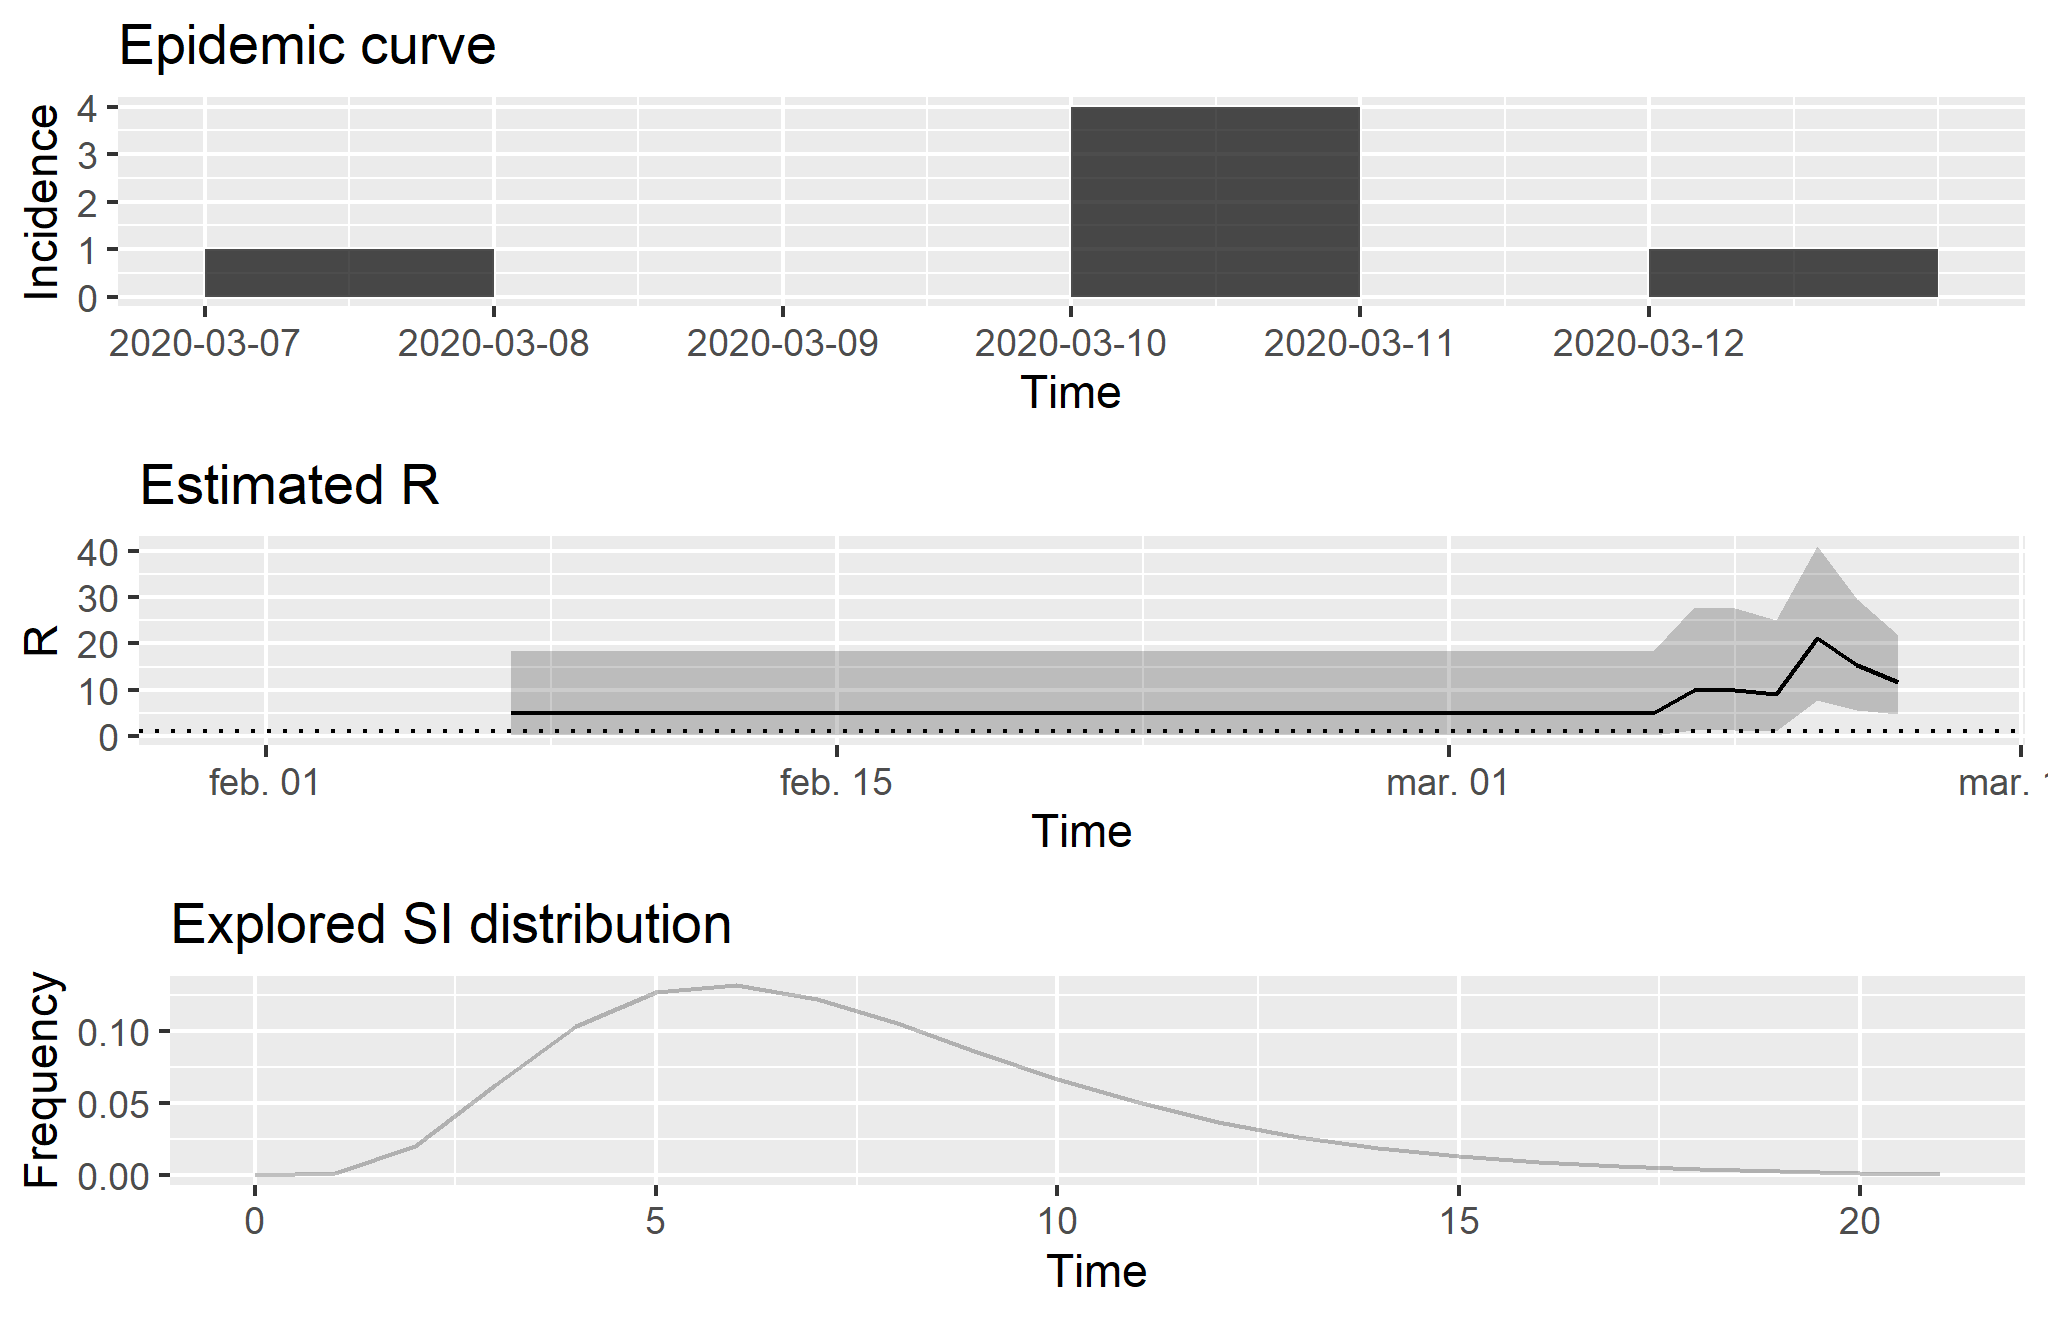 Epidemic curve
Incidence
4
3
2
1
0
2020-03-07 2020-03-08 2020-03-09 2020-03-10 2020-03-11 2020-03-12
Time
Estimated R
R
40
30
20
10
0
feb. 01 feb. 15 mar. 01 mar.
Time
Explored SI distribution
Frequency
0.10
0.05
0.00
0 5 10 15 20
Time